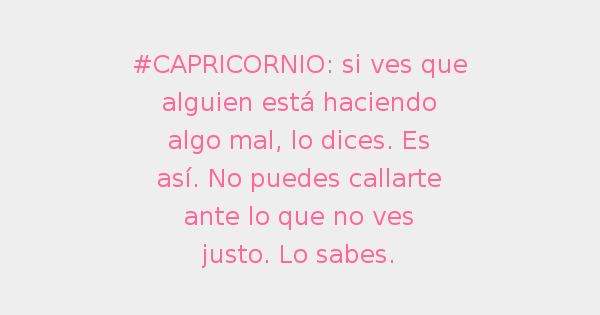 #CAPRICORNIO: si ves que
alguien está haciendo
algo mal, lo dices. Es
así. No puedes callarte
ante lo que no ves
justo. Lo sabes.